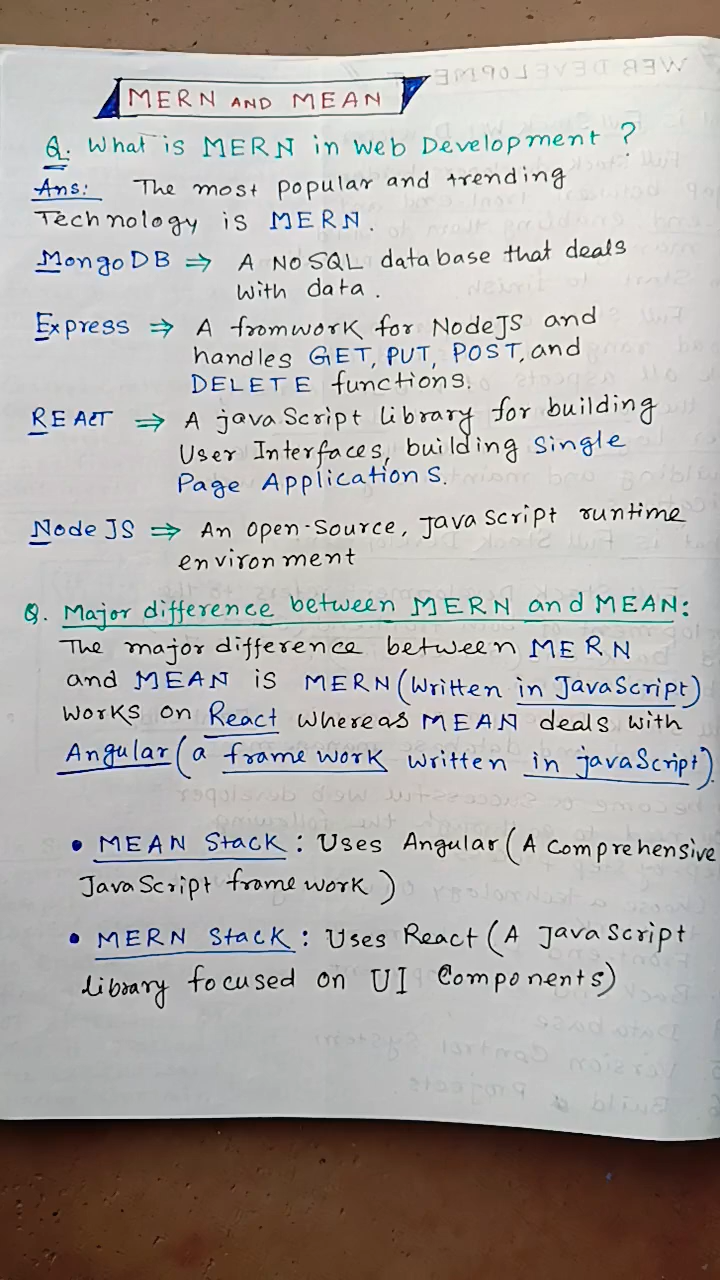 MERN AND MEAN
Q. What is MERN in Web Development ?
Ans: The most popular and trending
Technology is MERN.
MongoDB ⇒ A NOSQL database that deals
with data.
Express ⇒ A fromwork for NodeJS and
handles GET, PUT, POST, and
DELETE functions.
REACT ⇒ A javaScript library for building
User Interfaces, building Single
Page Applications.
Node JS ⇒ An open-Source, JavaScript runtime
environment
Q. Major difference between MERN and MEAN:
The major difference between MERN
and MEAN is MERN (Written in JavaScript)
works on React whereas MEAN deals with
Angular (a frame work written in javaScript).
• MEAN Stack : Uses Angular (A comprehensive
JavaScript frame work)
• MERN Stack : Uses React (A JavaScript
library focused on UI Components)